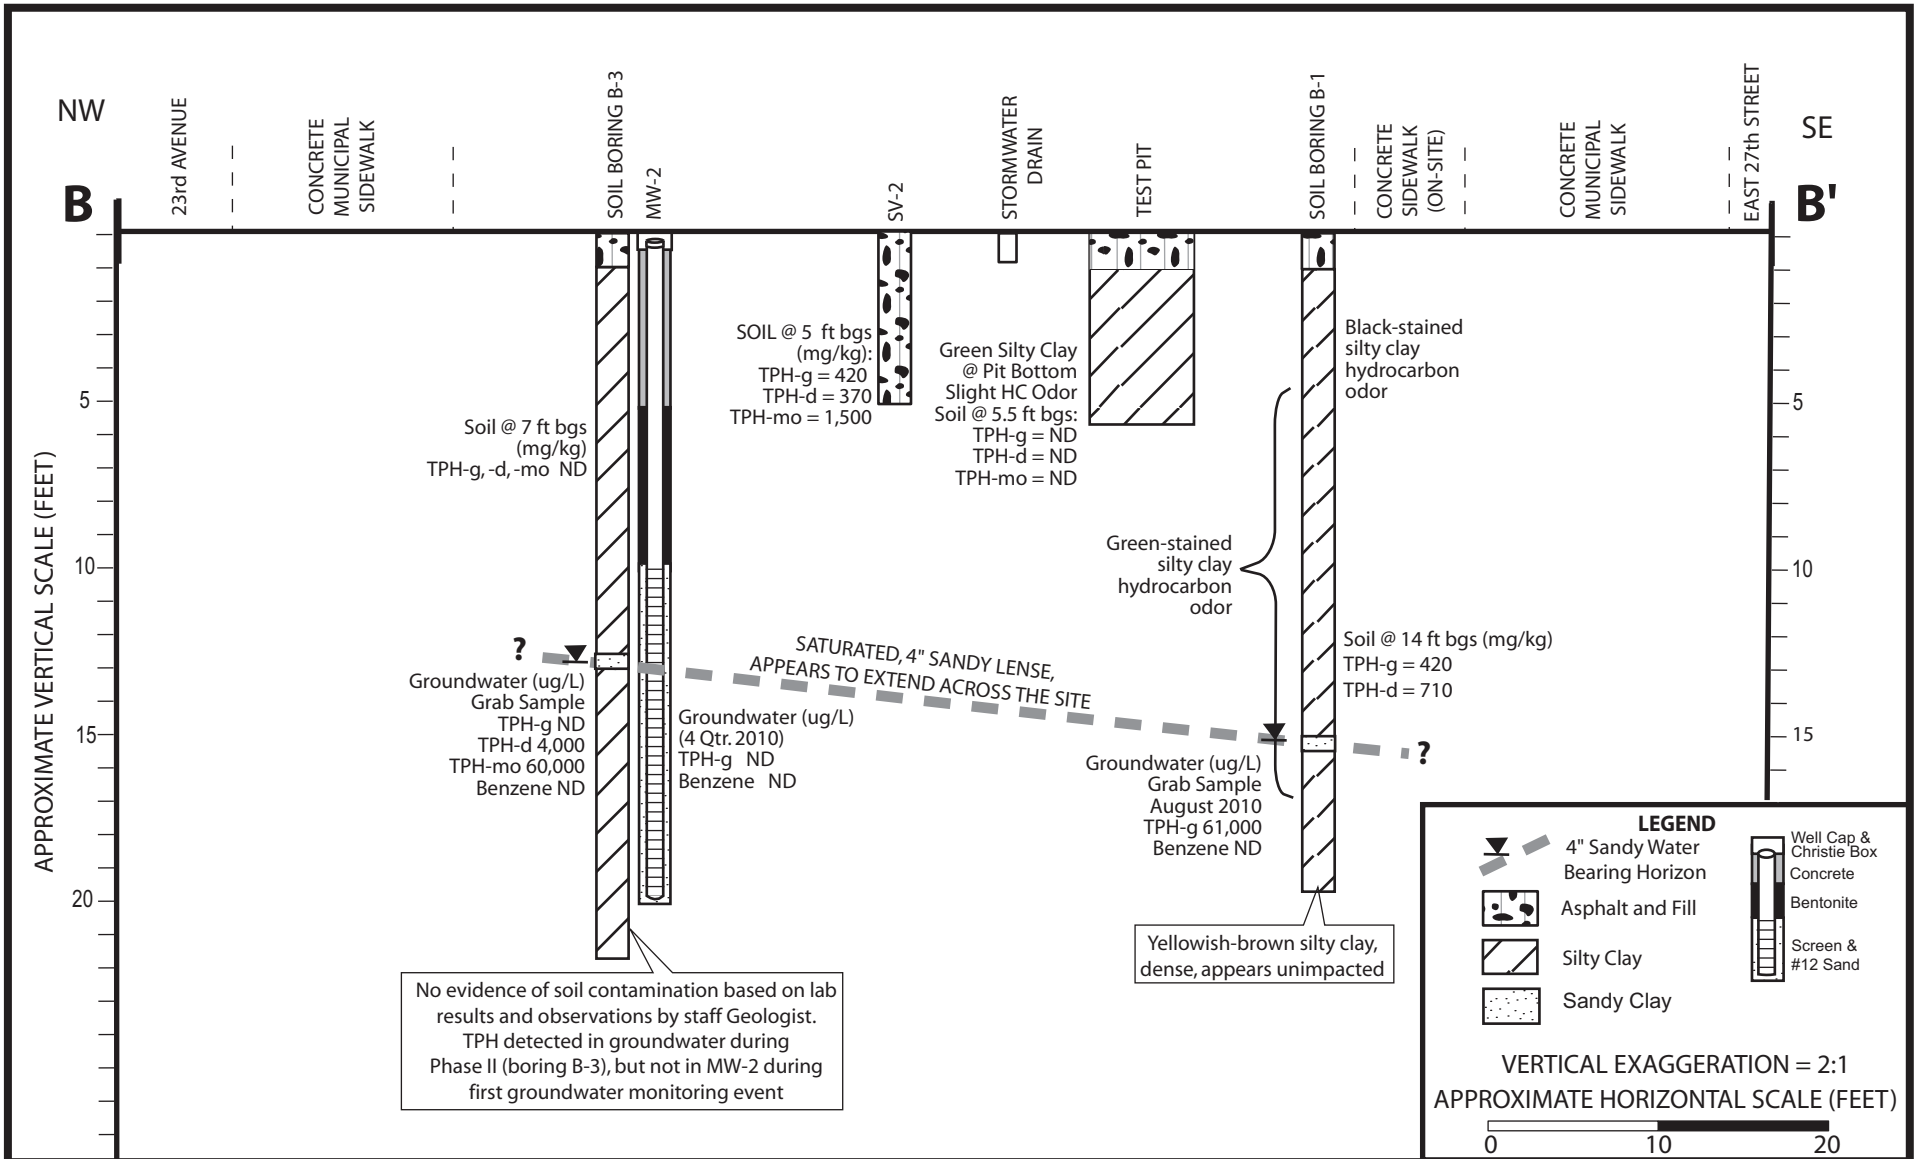 NW
SE
B
B'
23rd AVENUE
CONCRETE
MUNICIPAL
SIDEWALK
SOIL BORING B-3
MW-2
SV-2
STORMWATER
DRAIN
TEST PIT
SOIL BORING B-1
CONCRETE
SIDEWALK
(ON-SITE)
CONCRETE
MUNICIPAL
SIDEWALK
EAST 27th STREET
APPROXIMATE VERTICAL SCALE (FEET)
5
10
15
20
5
10
15
Soil @ 7 ft bgs
(mg/kg)
TPH-g, -d, -mo ND
SOIL @ 5 ft bgs
(mg/kg):
TPH-g = 420
TPH-d = 370
TPH-mo = 1,500
Green Silty Clay
@ Pit Bottom
Slight HC Odor
Soil @ 5.5 ft bgs:
TPH-g = ND
TPH-d = ND
TPH-mo = ND
Black-stained
silty clay
hydrocarbon
odor
Green-stained
silty clay
hydrocarbon
odor
Soil @ 14 ft bgs (mg/kg)
TPH-g = 420
TPH-d = 710
?
SATURATED, 4" SANDY LENSE,
APPEARS TO EXTEND ACROSS THE SITE
?
Groundwater (ug/L)
Grab Sample
TPH-g ND
TPH-d 4,000
TPH-mo 60,000
Benzene ND
Groundwater (ug/L)
(4 Qtr. 2010)
TPH-g ND
Benzene ND
Groundwater (ug/L)
Grab Sample
August 2010
TPH-g 61,000
Benzene ND
Yellowish-brown silty clay,
dense, appears unimpacted
No evidence of soil contamination based on lab
results and observations by staff Geologist.
TPH detected in groundwater during
Phase II (boring B-3), but not in MW-2 during
first groundwater monitoring event
LEGEND
4" Sandy Water
Bearing Horizon
Asphalt and Fill
Silty Clay
Sandy Clay
Well Cap &
Christie Box
Concrete
Bentonite
Screen &
#12 Sand
VERTICAL EXAGGERATION = 2:1
APPROXIMATE HORIZONTAL SCALE (FEET)
0
10
20